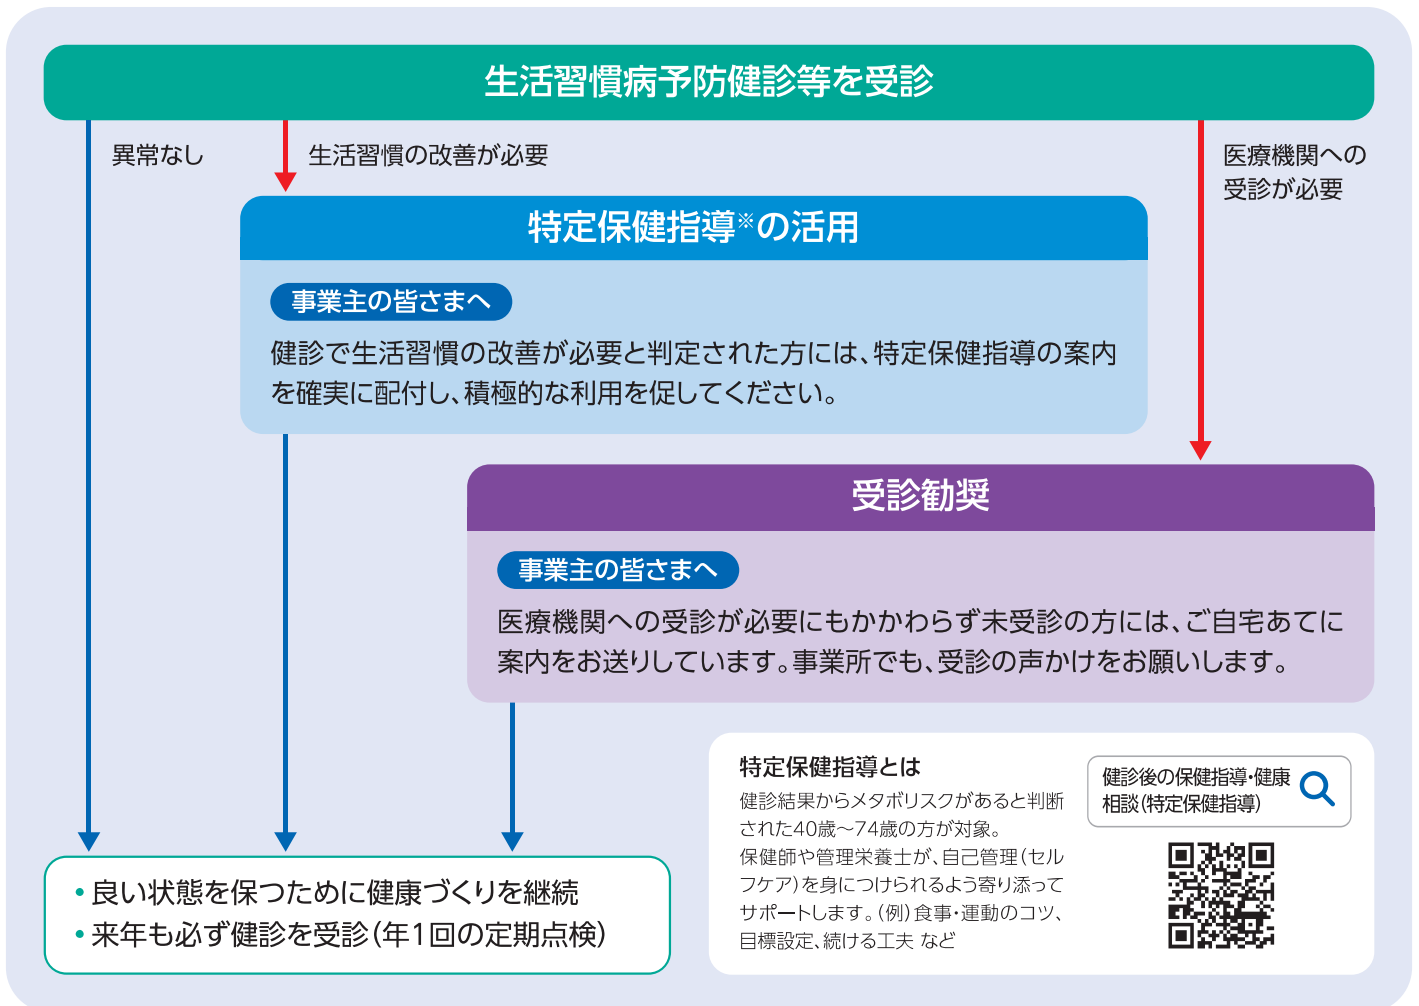 生活習慣病予防健診等を受診
異常なし
生活習慣の改善が必要
医療機関への
受診が必要
特定保健指導※の活用
事業主の皆さまへ
健診で生活習慣の改善が必要と判定された方には、特定保健指導の案内
を確実に配付し、積極的な利用を促してください。
受診勧奨
事業主の皆さまへ
医療機関への受診が必要にもかかわらず未受診の方には、ご自宅あてに
案内をお送りしています。事業所でも、受診の声かけをお願いします。
・良い状態を保つために健康づくりを継続
・来年も必ず健診を受診（年1回の定期点検）
特定保健指導とは
健診結果からメタボリスクがあると判断
された40歳～74歳の方が対象。
保健師や管理栄養士が、自己管理（セル
フケア）を身につけられるよう寄り添って
サポートします。（例）食事・運動のコツ、
目標設定、続ける工夫 など
健診後の保健指導・健康
相談（特定保健指導）